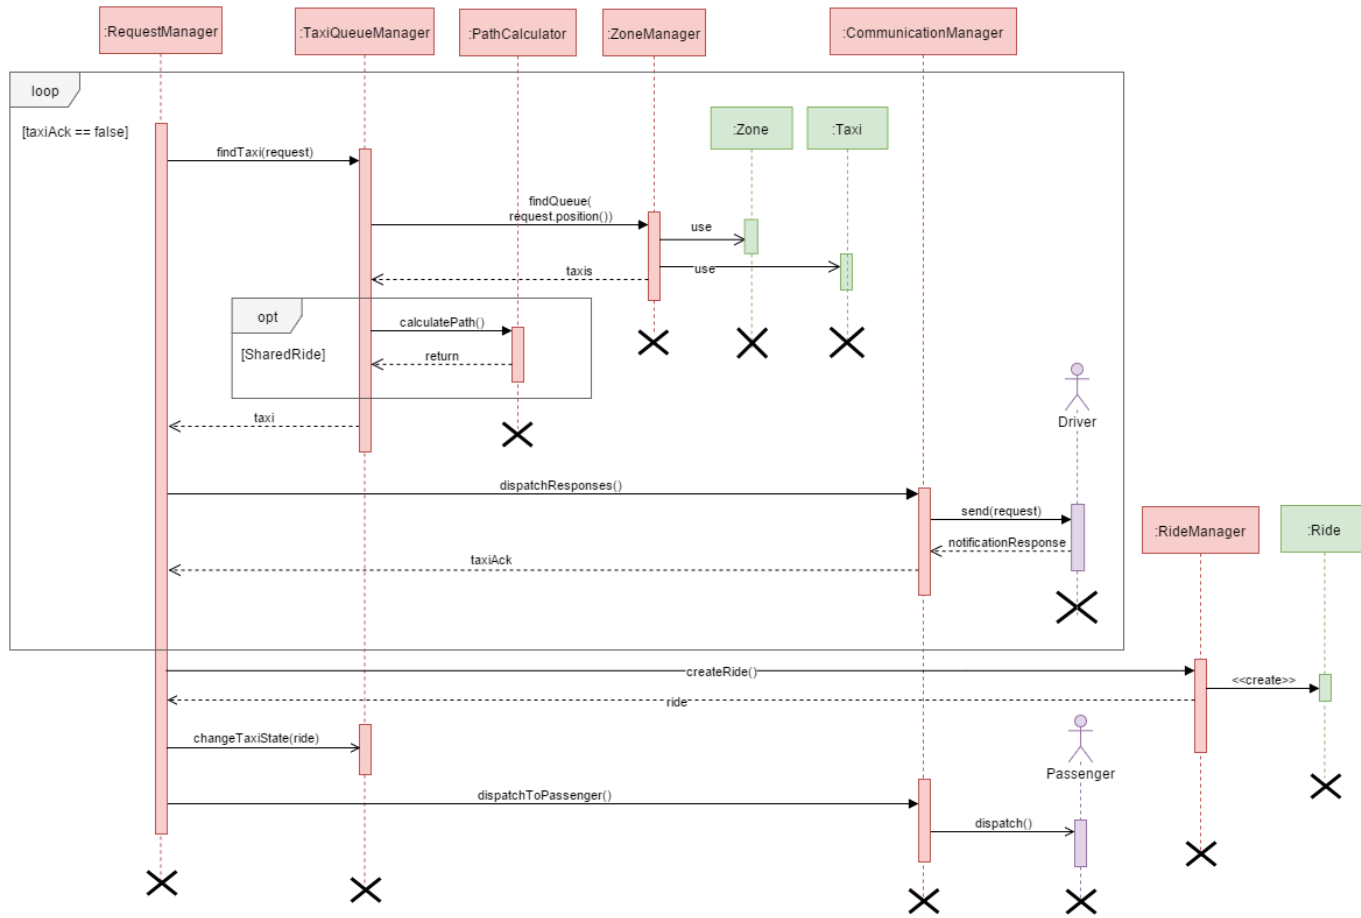 :RequestManager
:TaxiQueueManager
:PathCalculator
:ZoneManager
:CommunicationManager
loop
[taxiAck == false]
:Zone
:Taxi
findTaxi(request)
findQueue(
request.position())
use
use
taxis
opt
calculatePath()
[SharedRide]
return
taxi
Driver
dispatchResponses()
send(request)
notificationResponse
taxiAck
:RideManager
:Ride
createRide()
<<create>>
ride
changeTaxiState(ride)
Passenger
dispatchToPassenger()
dispatch()